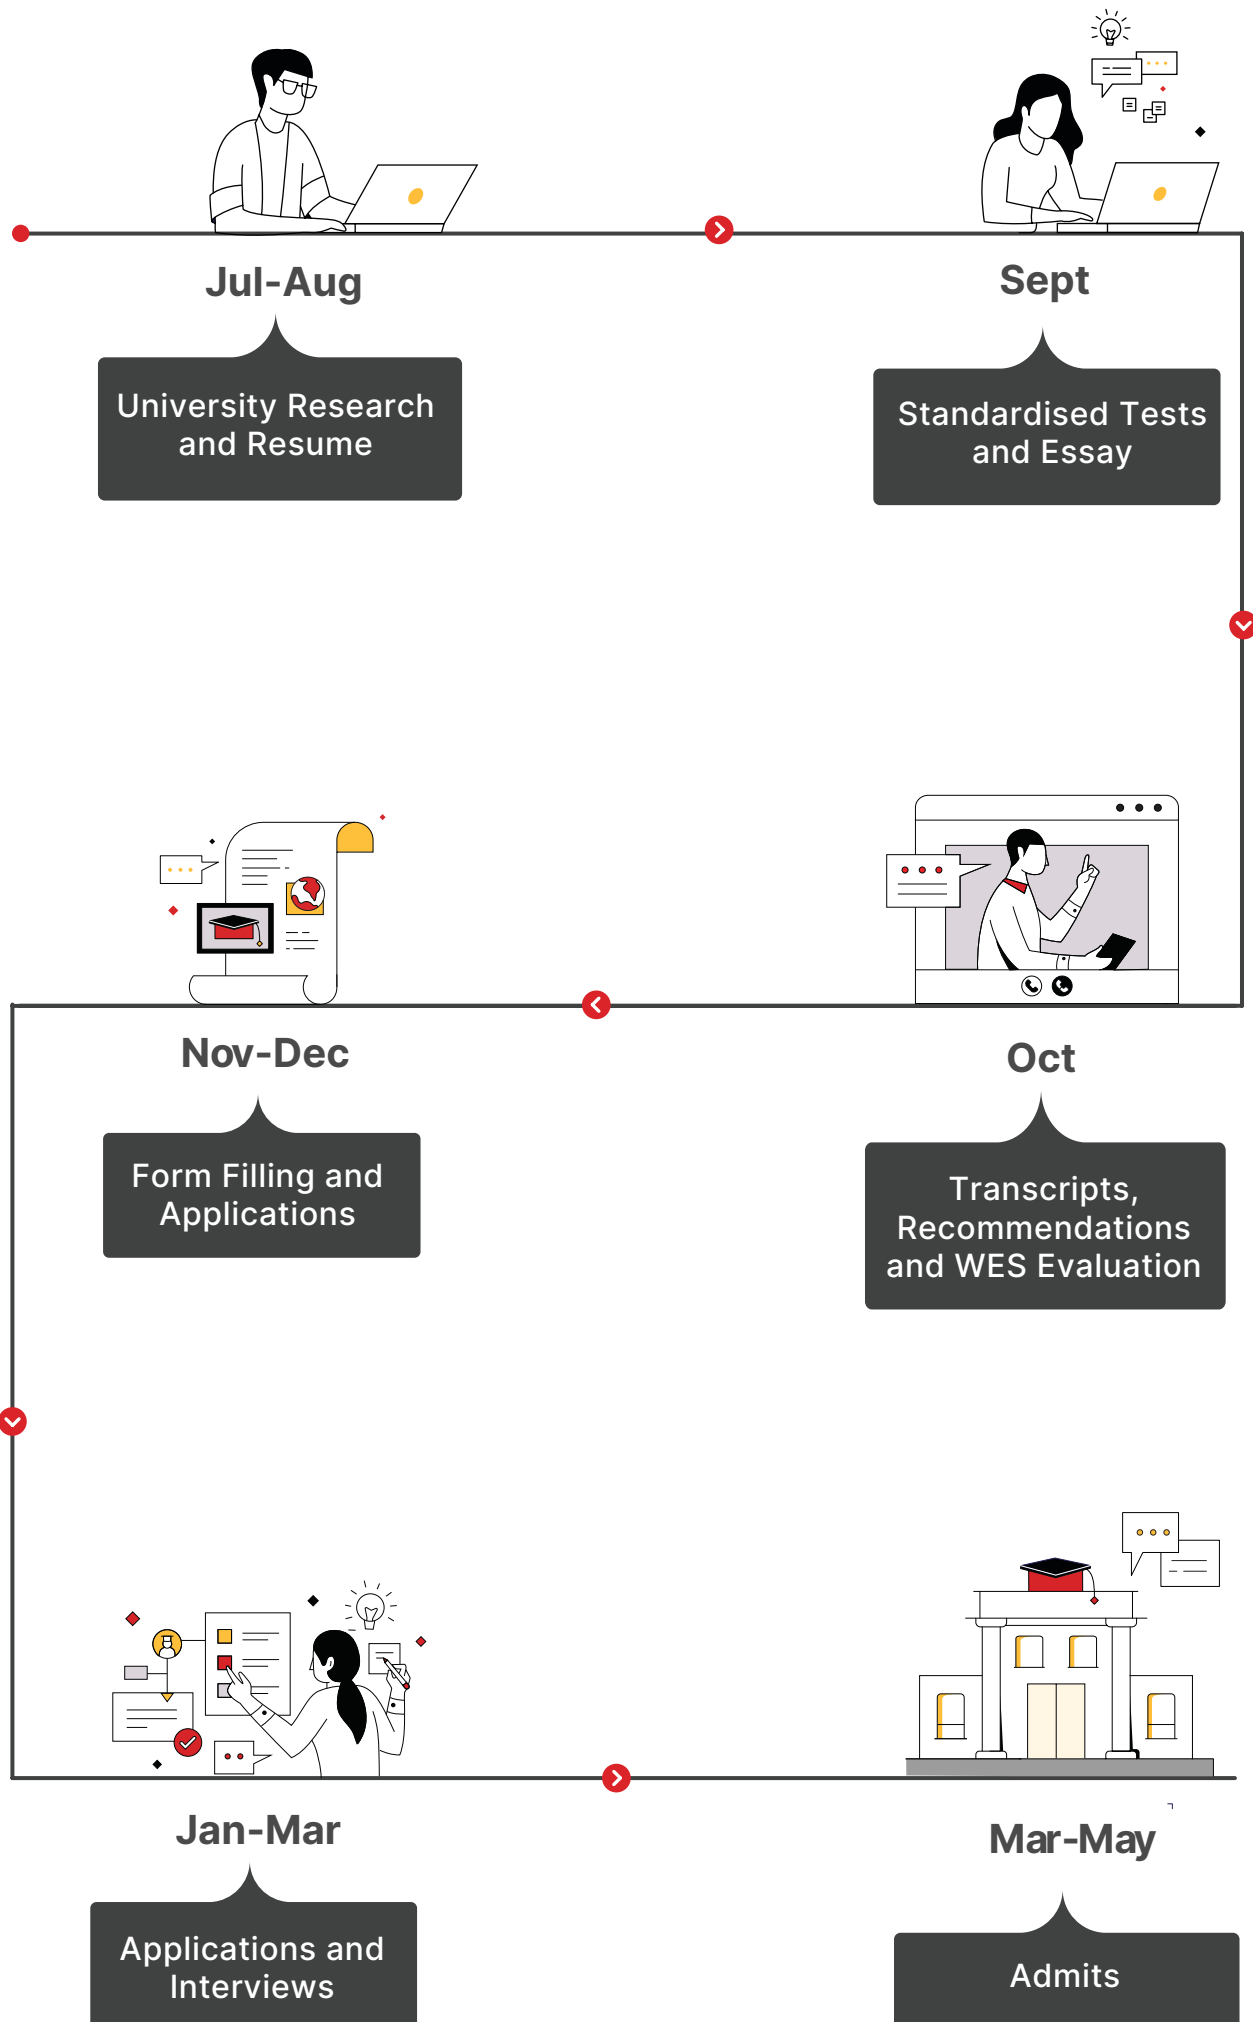 Jul-Aug
University Research
and Resume
Sept
Standardised Tests
and Essay
Oct
Transcripts,
Recommendations
and WES Evaluation
Nov-Dec
Form Filling and
Applications
Jan-Mar
Applications and
Interviews
Mar-May
Admits